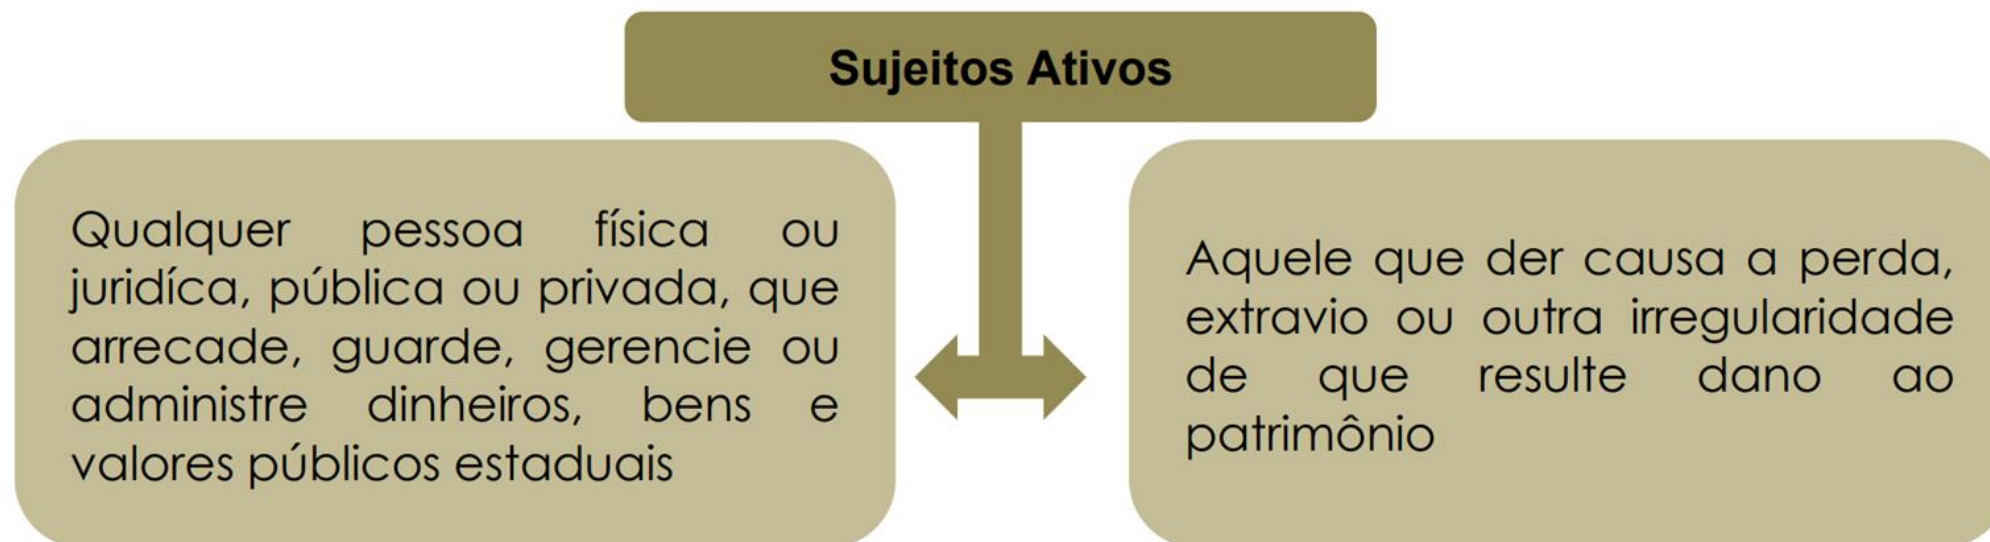 Sujeitos Ativos
Qualquer pessoa física ou
juridíca, pública ou privada, que
arrecade, guarde, gerencie ou
administre dinheiros, bens e
valores públicos estaduais
Aquele que der causa a perda,
extravio ou outra irregularidade
de que resulte dano ao
patrimônio